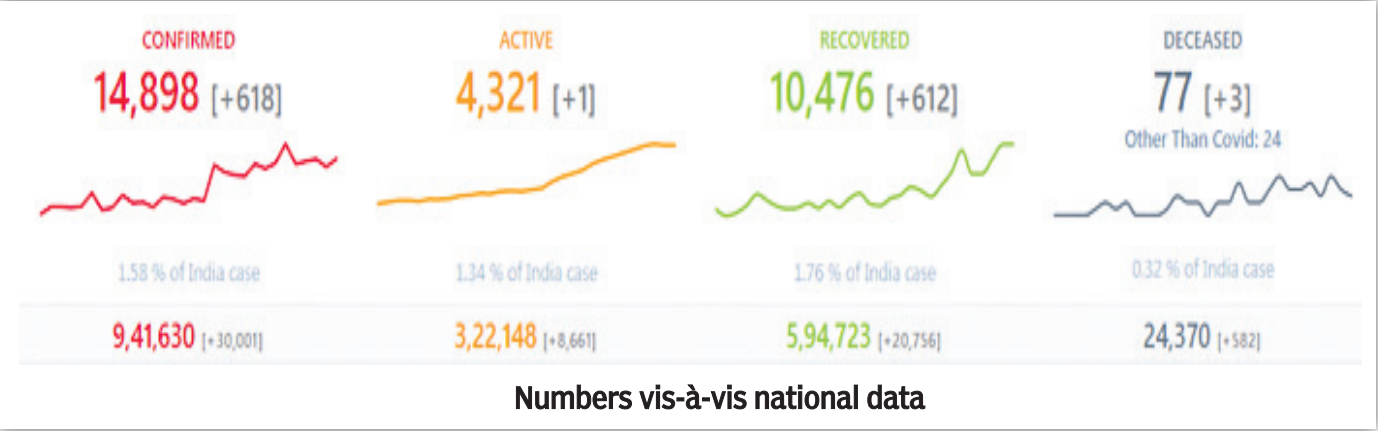 CONFIRMED ACTIVE RECOVERED DECEASED
14,898 [+618] 4,321 [+1] 10,476 [+612] 77 [+3]
Other Than Covid: 24
1.58 % of India case 1.34 % of India case 1.76 % of India case 0.32 % of India case
9,41,630 [+30,001] 3,22,148 [+8,661] 5,94,723 [+20,756] 24,370 [+582]
Numbers vis-à-vis national data